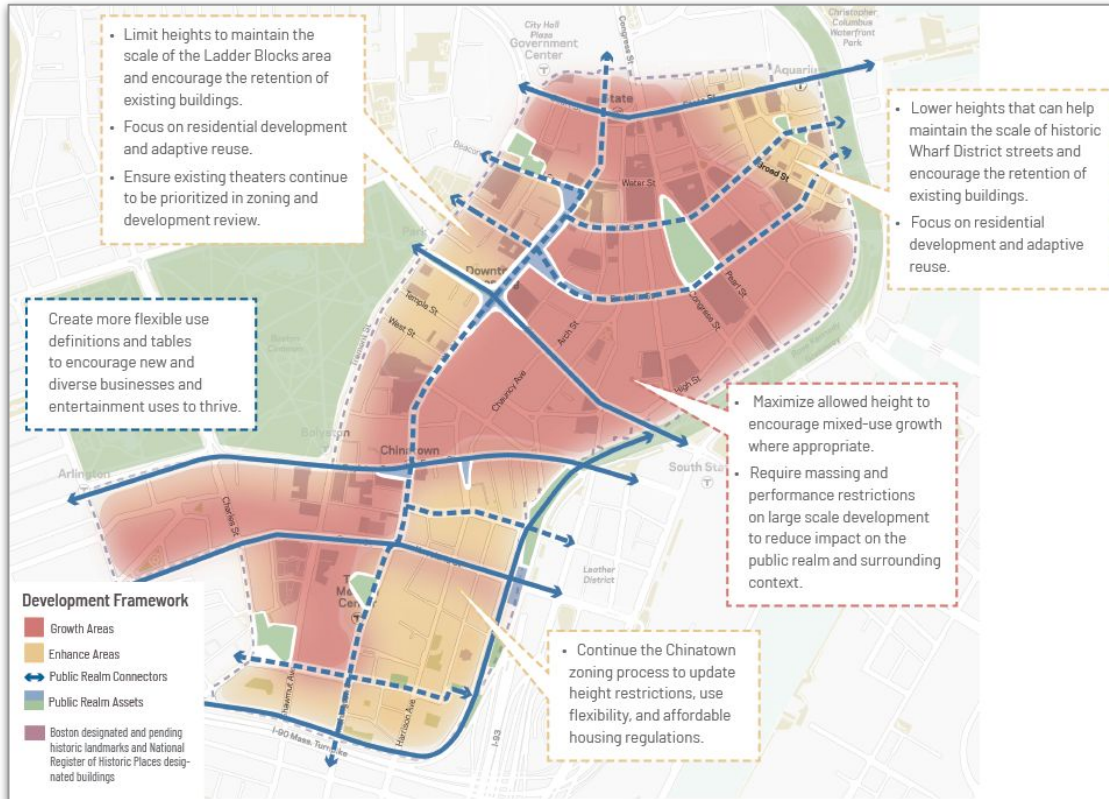 • Limit heights to maintain the
scale of the Ladder Blocks area
and encourage the retention of
existing buildings.
• Focus on residential development
and adaptive reuse.
• Ensure existing theaters continue
to be prioritized in zoning and
development review.
City Hall
Plaza
Government
Center
Congress St
Christopher
Columbus
Waterfront
Park
Aquarium
State
• Lower heights that can help
maintain the scale of historic
Wharf District streets and
encourage the retention of
existing buildings.
• Focus on residential
development and adaptive
reuse.
Water St
Broad St
Park
Temple St
West St
Tremont St
Arch St
Chauncy Ave
Congress St
Pearl St
High St
Create more flexible use
definitions and tables
to encourage new and
diverse businesses and
entertainment uses to thrive.
• Maximize allowed height to
encourage mixed-use growth
where appropriate.
• Require massing and
performance restrictions
on large scale development
to reduce impact on the
public realm and surrounding
context.
Boylston
Chinatown
Arlington
Charles St
South Sta
Leather
District
• Continue the Chinatown
zoning process to update
height restrictions, use
flexibility, and affordable
housing regulations.
Harrison Ave
I-90 Mass. Turnpike
I-93
Development Framework
Growth Areas
Enhance Areas
Public Realm Connectors
Public Realm Assets
Boston designated and pending
historic landmarks and National
Register of Historic Places desig-
nated buildings